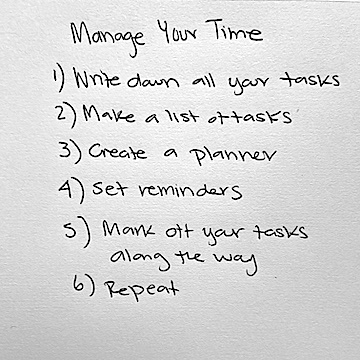 Manage Your Time
1) Write down all your tasks
2) Make a list of tasks
3) Create a planner
4) Set reminders
5) Mark off your tasks
along the way
6) Repeat